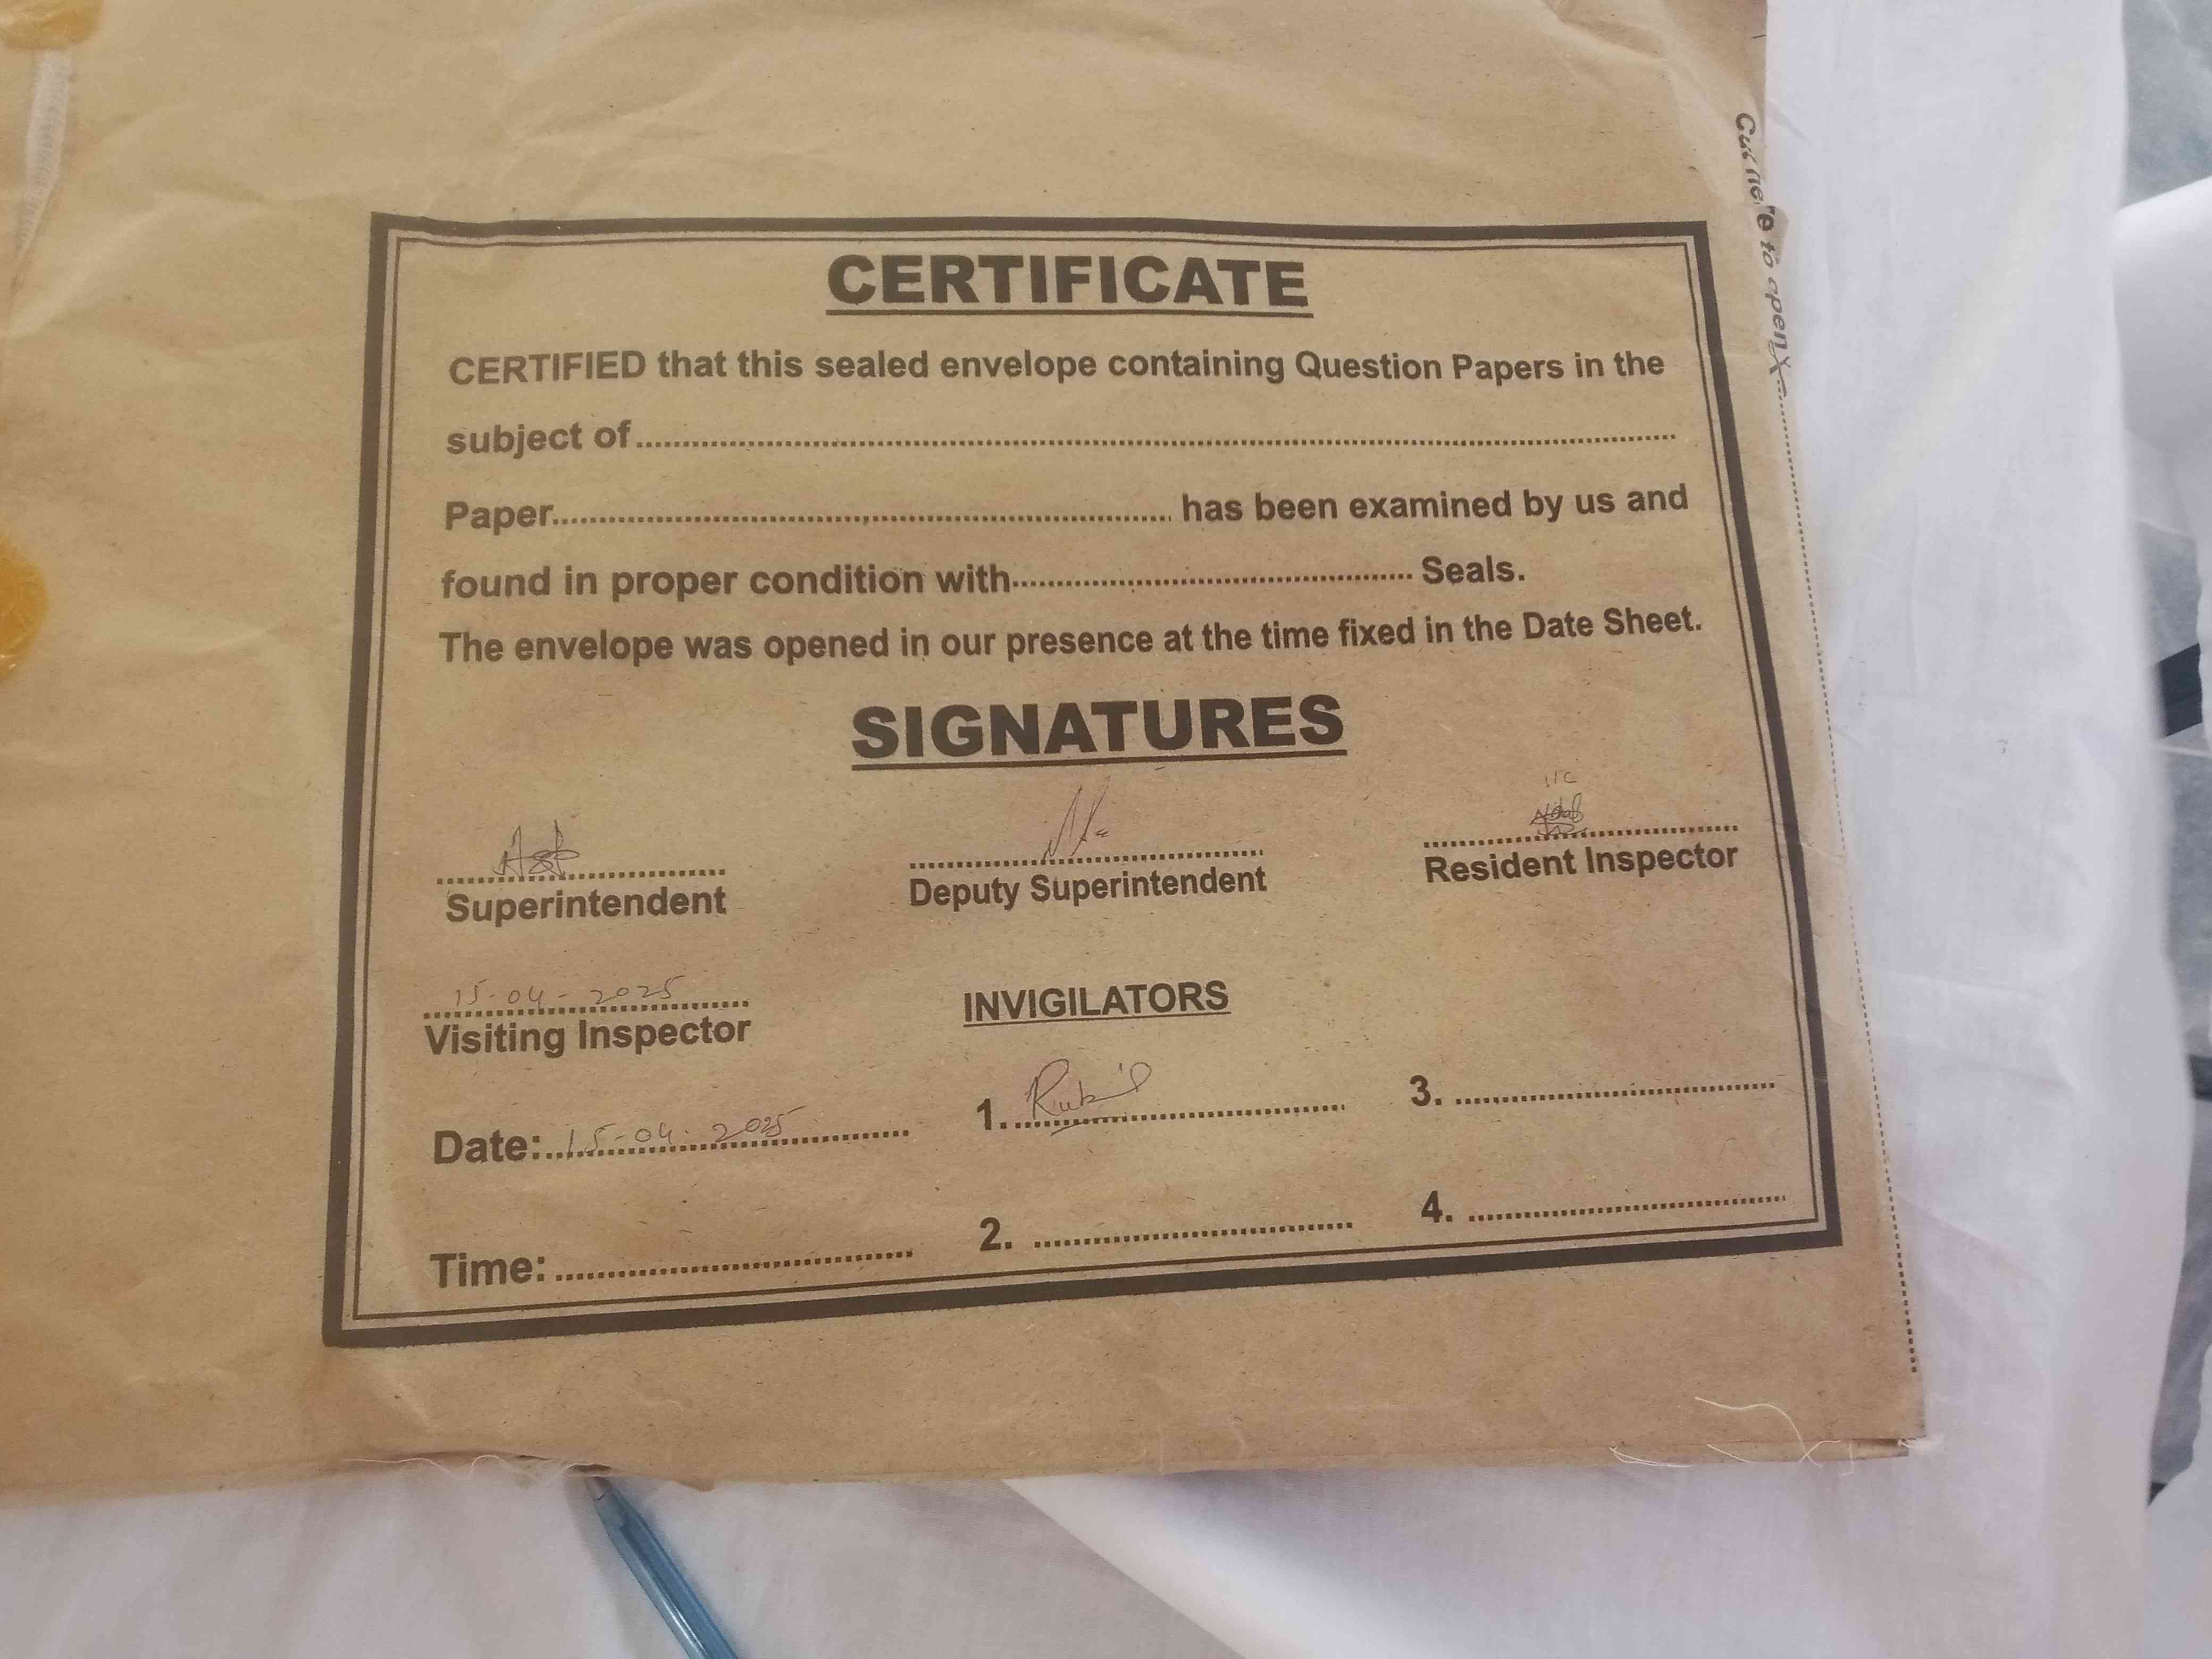 Cut here to open
CERTIFICATE
CERTIFIED that this sealed envelope containing Question Papers in the
subject of........................................
Paper........................................ has been examined by us and
found in proper condition with........................................ Seals.
The envelope was opened in our presence at the time fixed in the Date Sheet.
SIGNATURES
Superintendent
Deputy Superintendent
Resident Inspector
15-04-2025
Visiting Inspector
INVIGILATORS
Date: 15-04-2025
1.
3.
Time:........................................
2. ........................................
4. ........................................